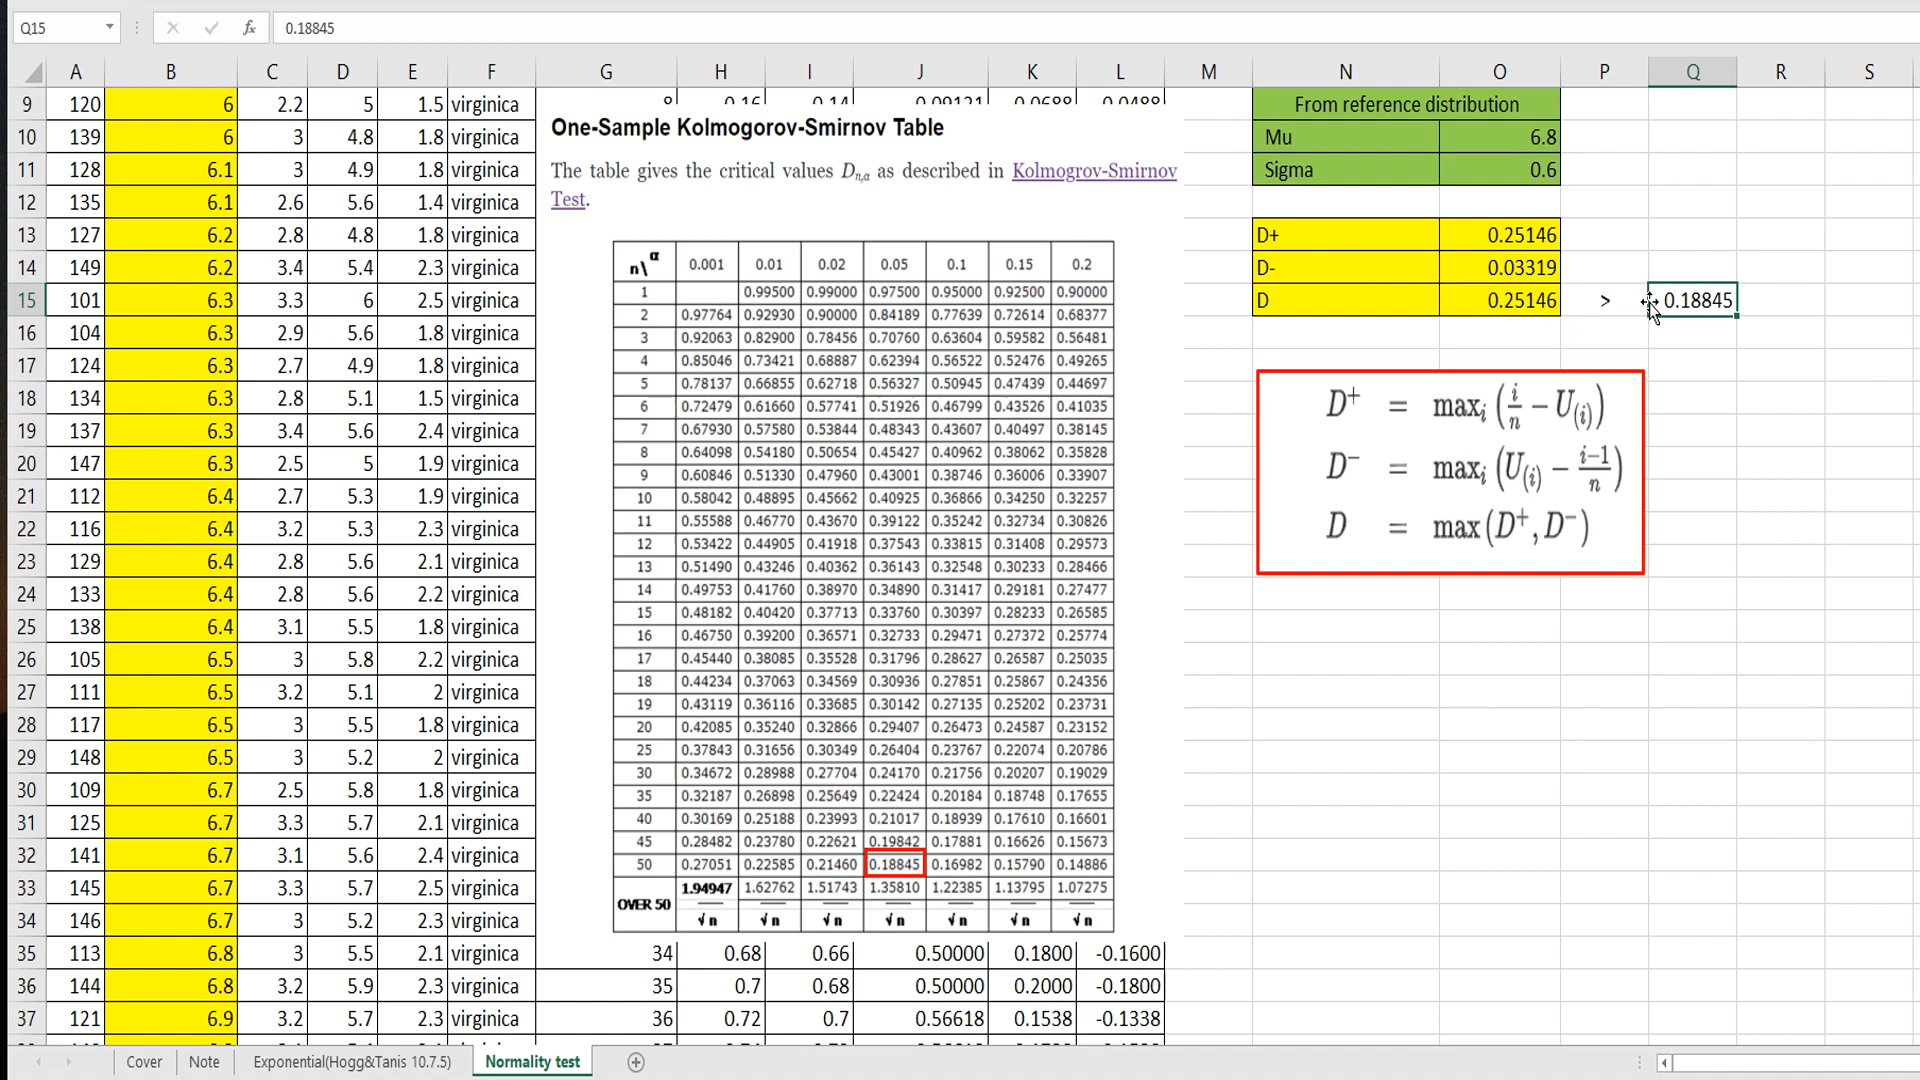 Q15 fx 0.18845
A B C D E F G H I J K L M N O P Q R S
9 120 6 2.2 5 1.5 virginica 8 0.16 0.14 0.09121 0.0688 0.0488 From reference distribution
10 139 6 3 4.8 1.8 virginica Mu 6.8
11 128 6.1 3 4.9 1.8 virginica Sigma 0.6
12 135 6.1 2.6 5.6 1.4 virginica
13 127 6.2 2.8 4.8 1.8 virginica D+ 0.25146
14 149 6.2 3.4 5.4 2.3 virginica D- 0.03319
15 101 6.3 3.3 6 2.5 virginica D 0.25146 > 0.18845
16 104 6.3 2.9 5.6 1.8 virginica
17 124 6.3 2.7 4.9 1.8 virginica
18 134 6.3 2.8 5.1 1.5 virginica
19 137 6.3 3.4 5.6 2.4 virginica
20 147 6.3 2.5 5 1.9 virginica
21 112 6.4 2.7 5.3 1.9 virginica
22 116 6.4 3.2 5.3 2.3 virginica
23 129 6.4 2.8 5.6 2.1 virginica
24 133 6.4 2.8 5.6 2.2 virginica
25 138 6.4 3.1 5.5 1.8 virginica
26 105 6.5 3 5.8 2.2 virginica
27 111 6.5 3.2 5.1 2 virginica
28 117 6.5 3 5.5 1.8 virginica
29 148 6.5 3 5.2 2 virginica
30 109 6.7 2.5 5.8 1.8 virginica
31 125 6.7 3.3 5.7 2.1 virginica
32 141 6.7 3.1 5.6 2.4 virginica
33 145 6.7 3.3 5.7 2.5 virginica
34 146 6.7 3 5.2 2.3 virginica
35 113 6.8 3 5.5 2.1 virginica 34 0.68 0.66 0.50000 0.1800 -0.1600
36 144 6.8 3.2 5.9 2.3 virginica 35 0.7 0.68 0.50000 0.2000 -0.1800
37 121 6.9 3.2 5.7 2.3 virginica 36 0.72 0.7 0.56618 0.1538 -0.1338
One-Sample Kolmogorov-Smirnov Table
The table gives the critical values Dn,α as described in Kolmogrov-Smirnov
Test.
n\α 0.001 0.01 0.02 0.05 0.1 0.15 0.2
1 0.99500 0.99000 0.97500 0.95000 0.92500 0.90000
2 0.97764 0.92930 0.90000 0.84189 0.77639 0.72614 0.68377
3 0.92063 0.82900 0.78456 0.70760 0.63604 0.59582 0.56481
4 0.85046 0.73421 0.68887 0.62394 0.56522 0.52476 0.49265
5 0.78137 0.66855 0.62718 0.56327 0.50945 0.47439 0.44697
6 0.72479 0.61660 0.57741 0.51926 0.46799 0.43526 0.41035
7 0.67930 0.57580 0.53844 0.48343 0.43607 0.40497 0.38145
8 0.64098 0.54180 0.50654 0.45427 0.40962 0.38062 0.35828
9 0.60846 0.51330 0.47960 0.43001 0.38746 0.36006 0.33907
10 0.58042 0.48895 0.45662 0.40925 0.36866 0.34250 0.32257
11 0.55588 0.46770 0.43670 0.39122 0.35242 0.32734 0.30826
12 0.53422 0.44905 0.41918 0.37543 0.33815 0.31408 0.29573
13 0.51490 0.43246 0.40362 0.36143 0.32548 0.30233 0.28466
14 0.49753 0.41760 0.38970 0.34890 0.31417 0.29181 0.27477
15 0.48182 0.40420 0.37713 0.33760 0.30397 0.28233 0.26585
16 0.46750 0.39200 0.36571 0.32733 0.29471 0.27372 0.25774
17 0.45440 0.38085 0.35528 0.31796 0.28627 0.26587 0.25035
18 0.44234 0.37063 0.34569 0.30936 0.27851 0.25867 0.24356
19 0.43119 0.36116 0.33685 0.30142 0.27135 0.25202 0.23731
20 0.42085 0.35240 0.32866 0.29407 0.26473 0.24587 0.23152
25 0.37843 0.31656 0.30349 0.26404 0.23767 0.22074 0.20786
30 0.34672 0.28988 0.27704 0.24170 0.21756 0.20207 0.19029
35 0.32187 0.26898 0.25649 0.22424 0.20184 0.18748 0.17655
40 0.30169 0.25188 0.23993 0.21017 0.18939 0.17610 0.16601
45 0.28482 0.23780 0.22621 0.19842 0.17881 0.16626 0.15673
50 0.27051 0.22585 0.21460 0.18845 0.16982 0.15790 0.14886
OVER 50 1.94947 1.62762 1.51743 1.35810 1.22385 1.13795 1.07275
√n √n √n √n √n √n √n
D⁺ = maxᵢ (i/n − U(i))
D⁻ = maxᵢ (U(i) − i−1/n)
D = max(D⁺, D⁻)
Cover Note Exponential(Hogg&Tanis 10.7.5) Normality test